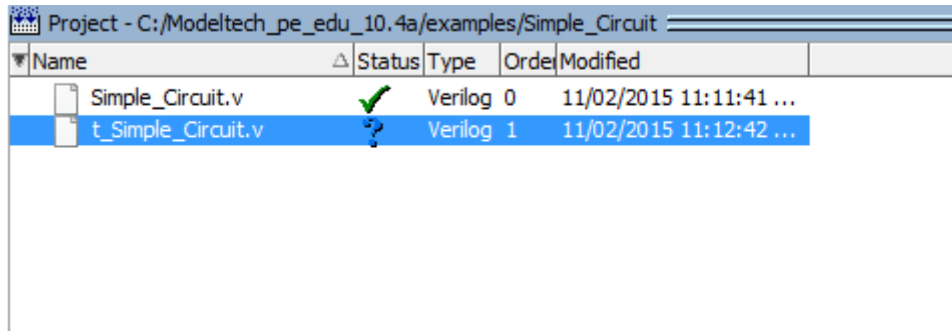 Project - C:/Modeltech_pe_edu_10.4a/examples/Simple_Circuit
Name Status Type Order Modified
Simple_Circuit.v Verilog 0 11/02/2015 11:11:41 ...
t_Simple_Circuit.v ? Verilog 1 11/02/2015 11:12:42 ...